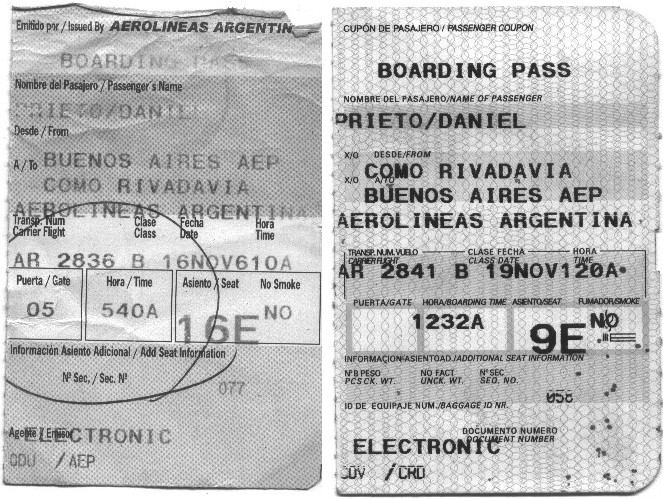 Emitido por / Issued By AEROLINEAS ARGENTIN
BOARDING PASS
Nombre del Pasajero / Passenger's Name
PRIETO/DANIL
Desde / From
A / To BUENOS AIRES AEP
COMO RIVADAVIA
AEROLINEAS ARGENTINA
Transp. Num Clase Fecha Hora
Carrier Flight Class Date Time
AR 2836 B 16NOV610A
Puerta / Gate Hora / Time Asiento / Seat No Smoke
05 540A 16E NO
Información Asiento Adicional / Add Seat Information
Nº Sec. / Sec. Nº
077
Agente / Emisor
ELECTRONIC
/AEP
CUPÓN DE PASAJERO / PASSENGER COUPON
BOARDING PASS
NOMBRE DEL PASAJERO/NAME OF PASSENGER
PRIETO/DANIEL
X/O DESDE/FROM
COMO RIVADAVIA
X/O A/TO
BUENOS AIRES AEP
AEROLINEAS ARGENTINA
TRANSP. NUM. VUELO CLASE FECHA HORA
CARRIER FLIGHT CLASS DATE TIME
AR 2841 B 19NOV120A
PUERTA/GATE HORA/BOARDING TIME ASIENTO/SEAT FUMADOR/SMOKE
1232A 9E NO
INFORMACION ASIENTO AD./ADDITIONAL SEAT INFORMATION
Nº B PESO NO FACT Nº SEC
PCS CK. WT. UNCK. WT. SEQ. NO.
058
ID DE EQUIPAJE NUM./BAGGAGE ID NR.
DOCUMENTO NUMERO
DOCUMENT NUMBER
ELECTRONIC
/CRD